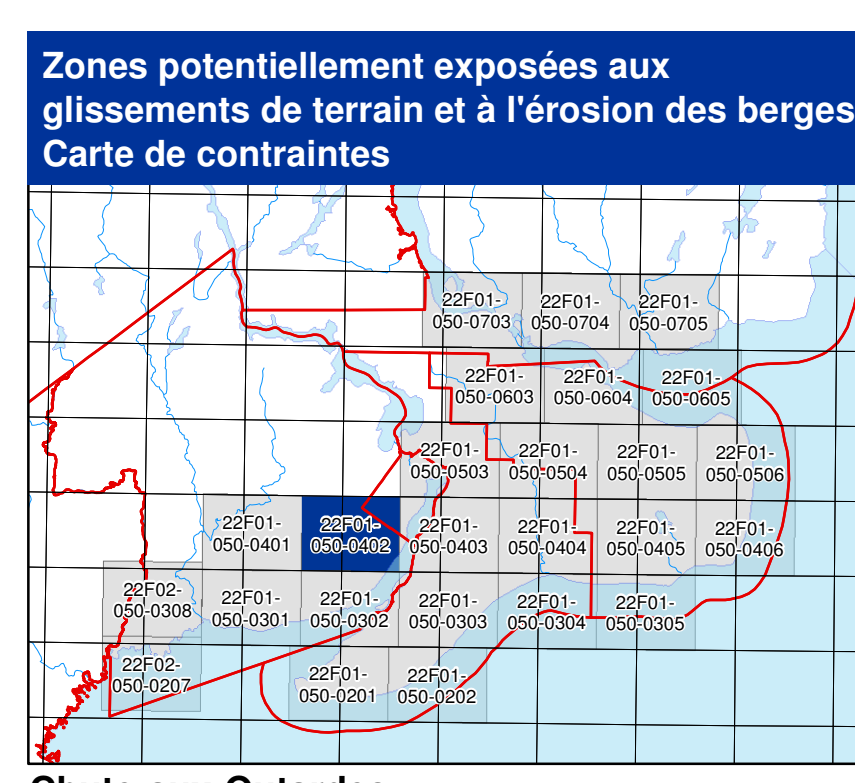 Zones potentiellement exposées aux
glissements de terrain et à l'érosion des berges
Carte de contraintes
22F01-
050-0703
22F01-
050-0704
22F01-
050-0705
22F01-
050-0603
22F01-
050-0604
22F01-
050-0605
22F01-
050-0503
22F01-
050-0504
22F01-
050-0505
22F01-
050-0506
22F01-
050-0401
22F01-
050-0402
22F01-
050-0403
22F01-
050-0404
22F01-
050-0405
22F01-
050-0406
22F02-
050-0308
22F01-
050-0301
22F01-
050-0302
22F01-
050-0303
22F01-
050-0304
22F01-
050-0305
22F02-
050-0207
22F01-
050-0201
22F01-
050-0202
Chute-aux-Outardes